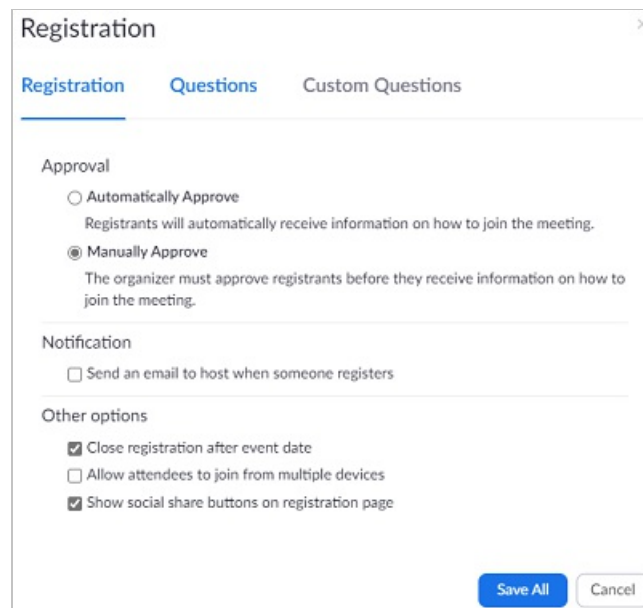 Registration
Registration Questions Custom Questions
Approval
Automatically Approve
Registrants will automatically receive information on how to join the meeting.
Manually Approve
The organizer must approve registrants before they receive information on how to
join the meeting.
Notification
Send an email to host when someone registers
Other options
Close registration after event date
Allow attendees to join from multiple devices
Show social share buttons on registration page
Save All Cancel